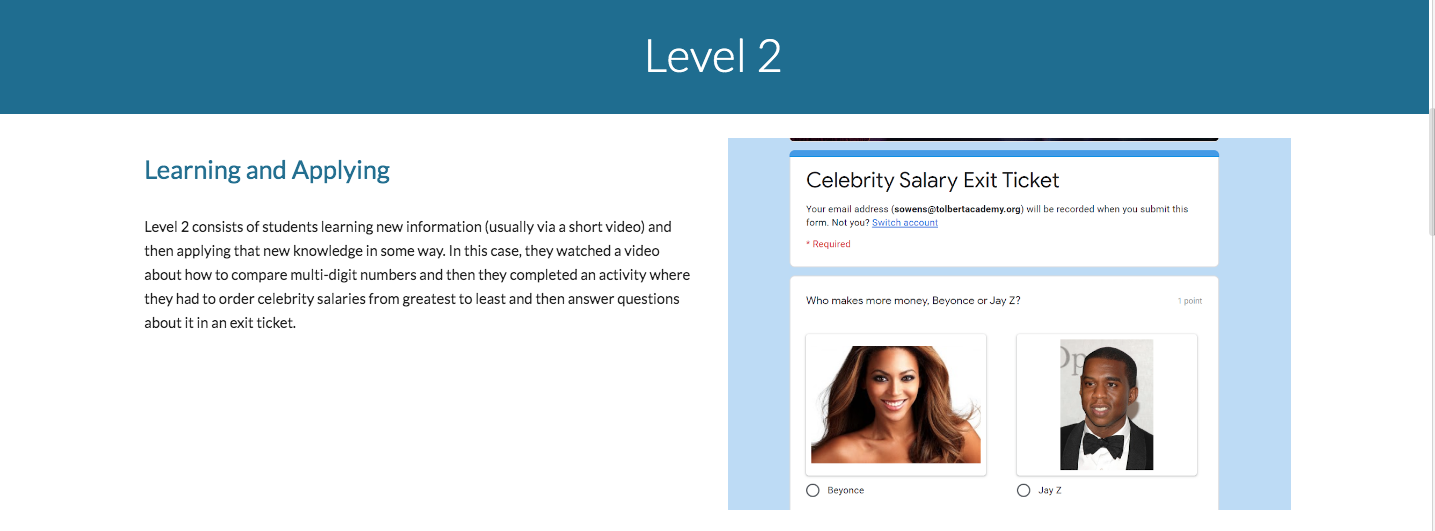 Level 2
Learning and Applying
Level 2 consists of students learning new information (usually via a short video) and
then applying that new knowledge in some way. In this case, they watched a video
about how to compare multi-digit numbers and then they completed an activity where
they had to order celebrity salaries from greatest to least and then answer questions
about it in an exit ticket.
Celebrity Salary Exit Ticket
Your email address (sowens@tolbertacademy.org) will be recorded when you submit this
form. Not you? Switch account
* Required
Who makes more money, Beyonce or Jay Z?
1 point
Op
Beyonce
Jay Z